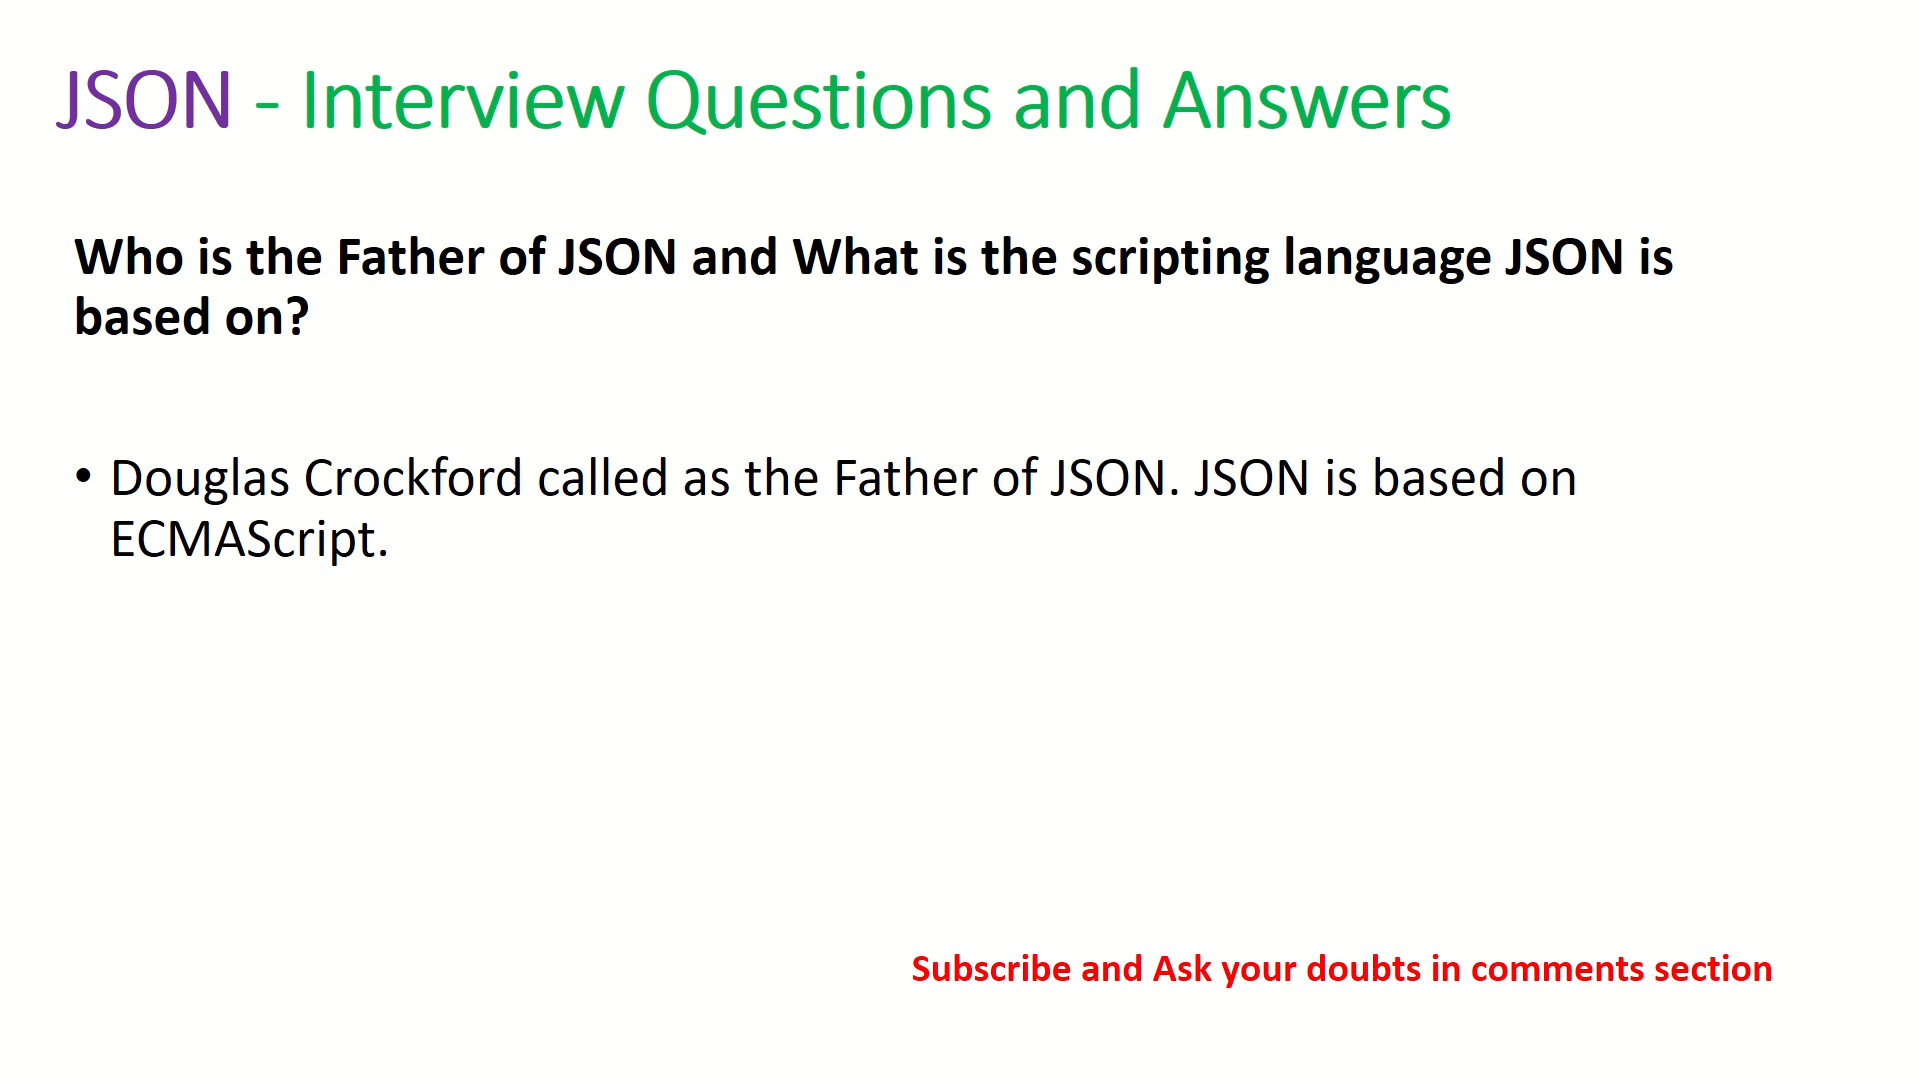 JSON - Interview Questions and Answers
Who is the Father of JSON and What is the scripting language JSON is
based on?
• Douglas Crockford called as the Father of JSON. JSON is based on
ECMAScript.
Subscribe and Ask your doubts in comments section